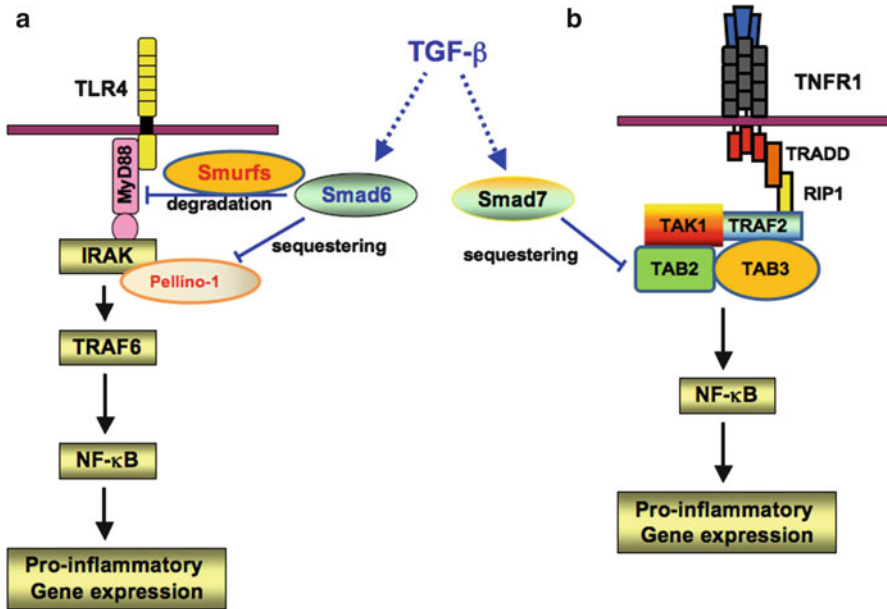 a
TLR4
MyD88
Smurfs
degradation
Smad6
sequestering
IRAK
Pellino-1
TRAF6
NF-κB
Pro-inflammatory
Gene expression
TGF-β
Smad7
sequestering
b
TNFR1
TRADD
RIP1
TAK1
TRAF2
TAB2
TAB3
NF-κB
Pro-inflammatory
Gene expression